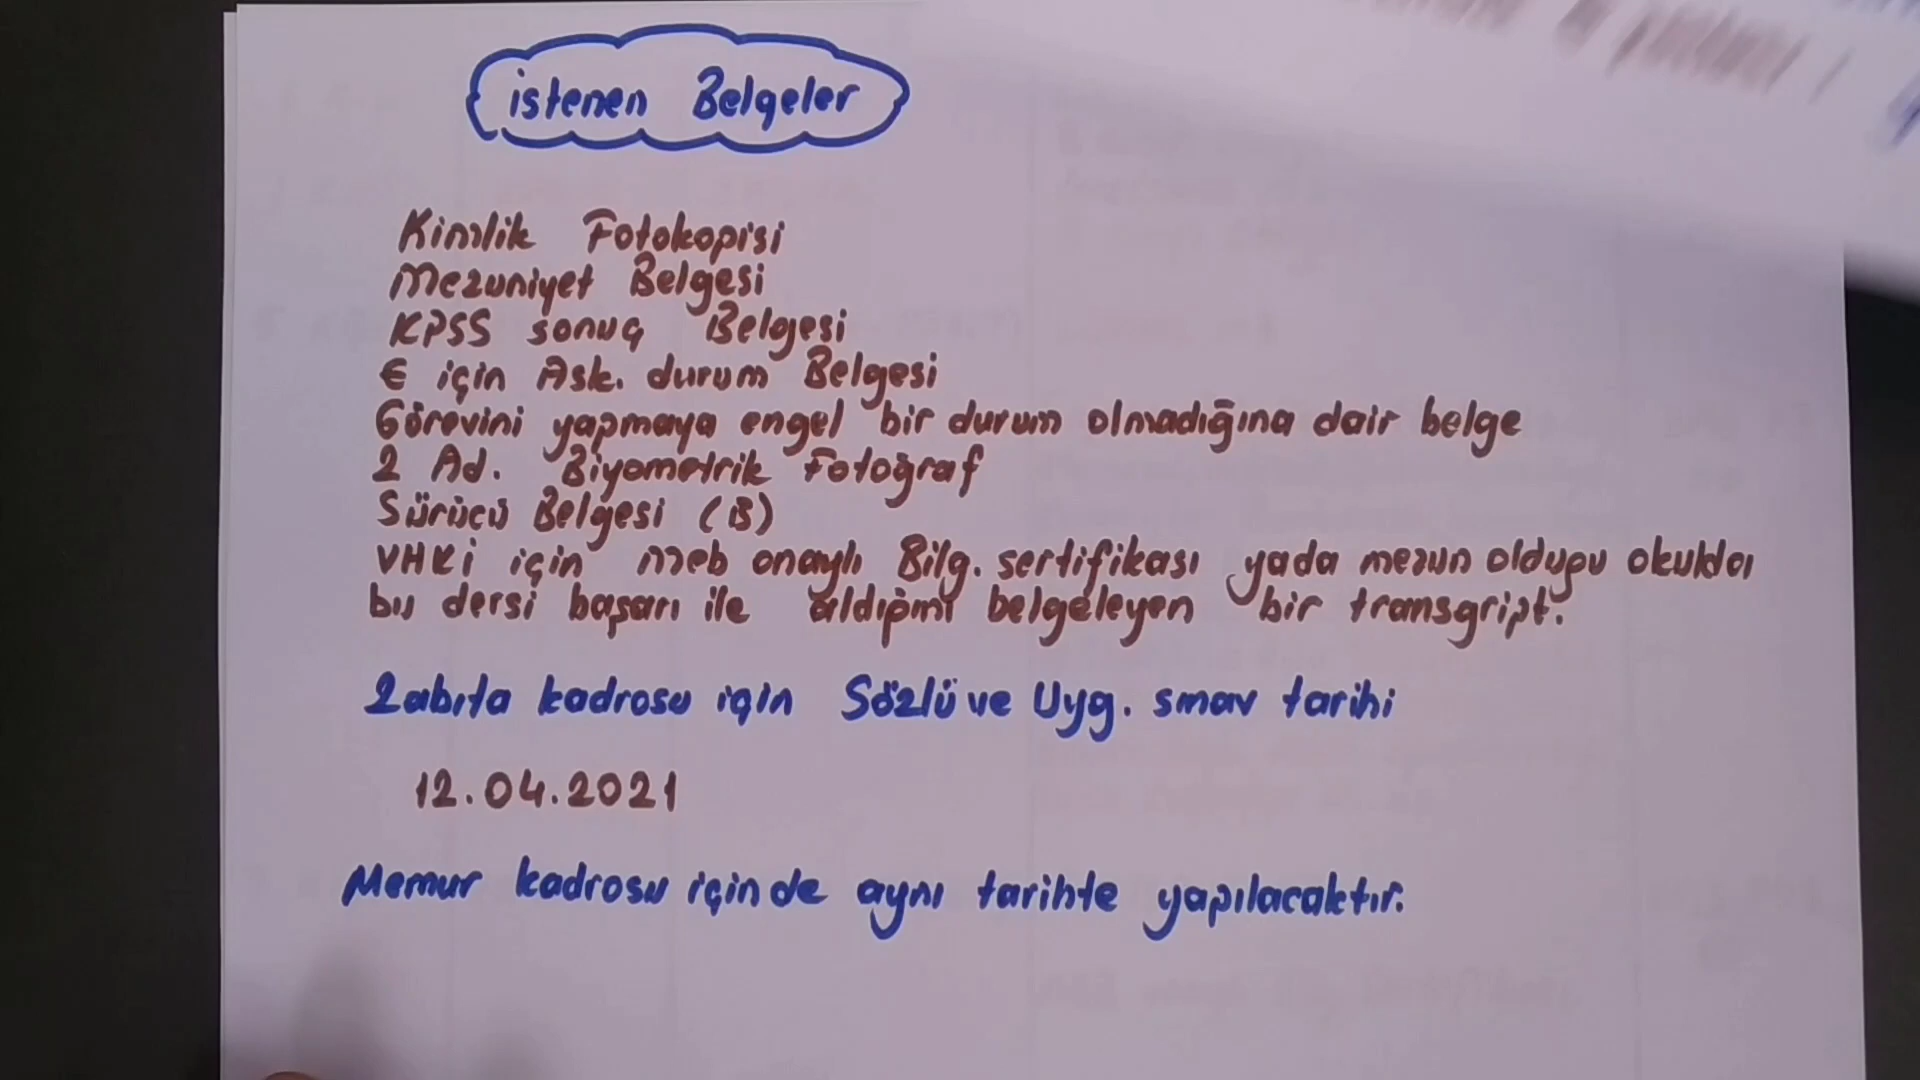 istenen Belgeler
Kimlik Fotokopisi
Mezuniyet Belgesi
KPSS sonuç Belgesi
E için Ask. durum Belgesi
Görevini yapmaya engel bir durum olmadığına dair belge
2 Ad. Biyometrik Fotoğraf
Sürücü Belgesi (B)
VHKİ için meb onaylı Bilg. sertifikası yada mezun olduğu okulda
bu dersi başarı ile aldığını belgeleyen bir transgript.
Zabıta kadrosu için Sözlü ve Uyg. sınav tarihi
12.04.2021
Memur kadrosu için de aynı tarihte yapılacaktır.